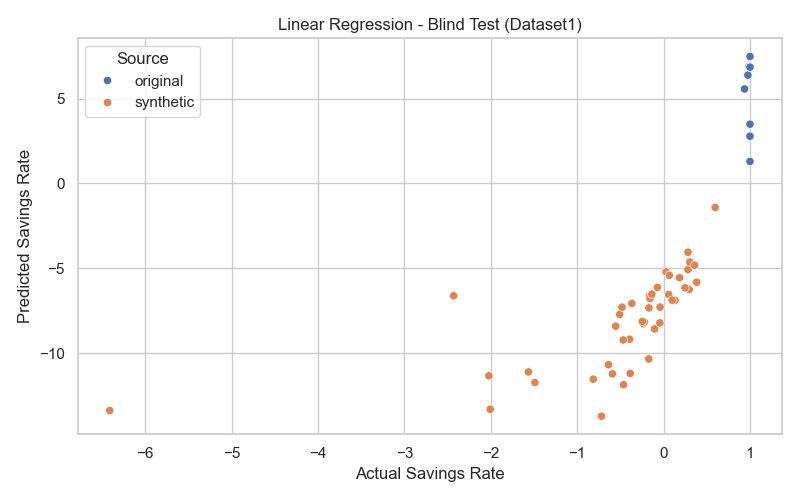 Linear Regression - Blind Test (Dataset1)
Source
original
synthetic
5
0
−5
−10
Predicted Savings Rate
−6 −5 −4 −3 −2 −1 0 1
Actual Savings Rate